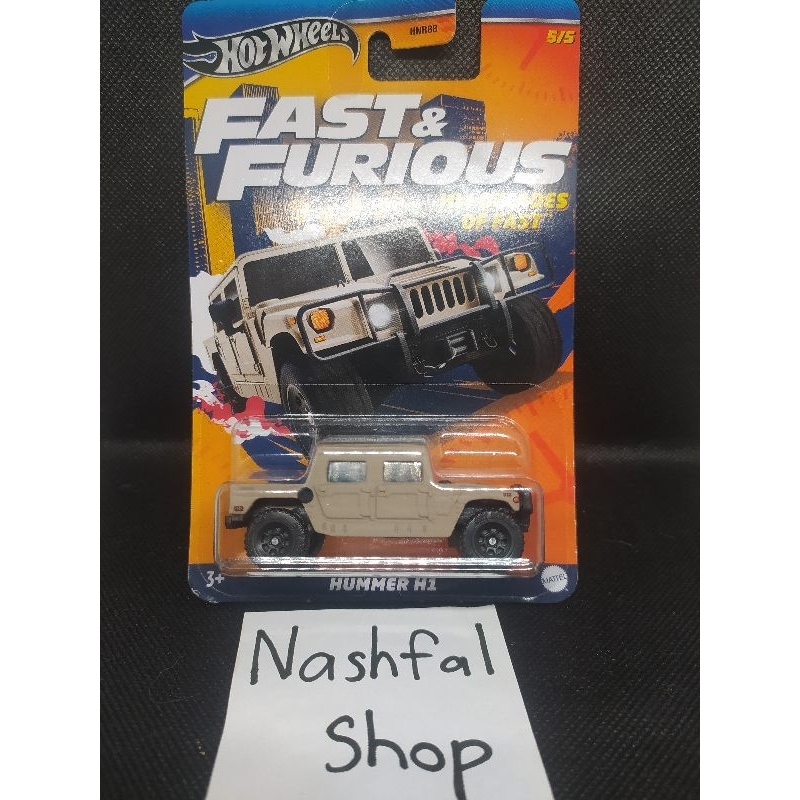 HOT WHEELS
HNR88
5/5
FAST &
FURIOUS
OF FAST
3+
HUMMER H1
MATTEL
Nashfal
Shop